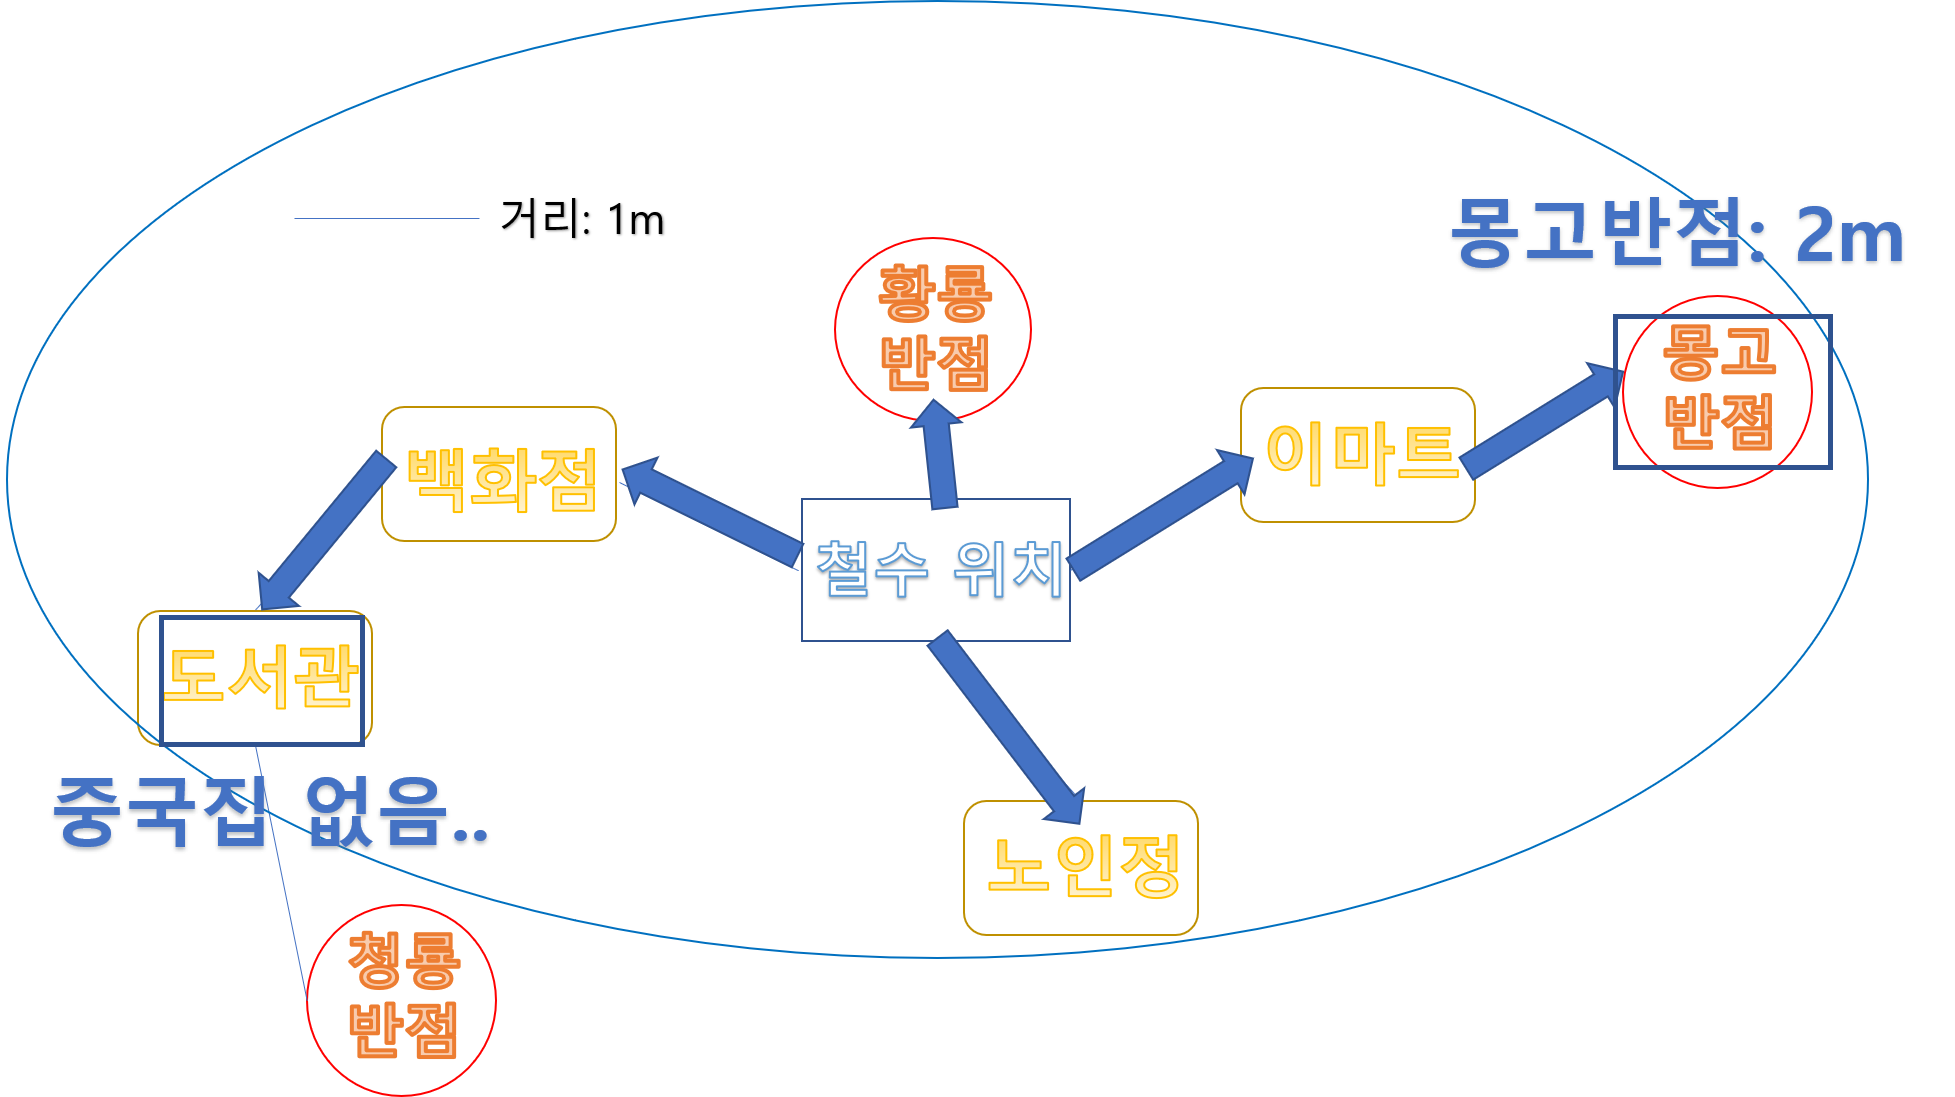 거리: 1m
몽고반점: 2m
황룡
반점
몽고
반점
백화점
이마트
철수 위치
도서관
중국집 없음..
노인정
청룡
반점